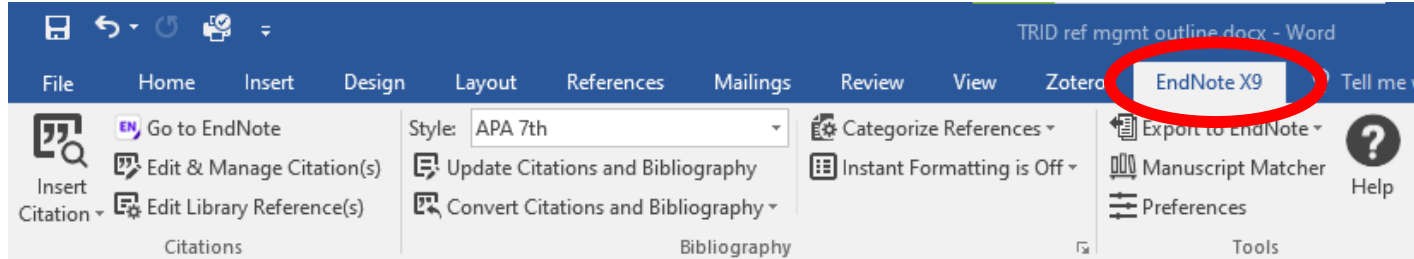 TRID ref mgmt outline.docx - Word
File Home Insert Design Layout References Mailings Review View Zotero EndNote X9 Tell me
Insert Citation
EN Go to EndNote
Edit & Manage Citation(s)
Edit Library Reference(s)
Citations
Style: APA 7th
Update Citations and Bibliography
Convert Citations and Bibliography
Categorize References
Instant Formatting is Off
Bibliography
Export to EndNote
Manuscript Matcher
Preferences
Help
Tools